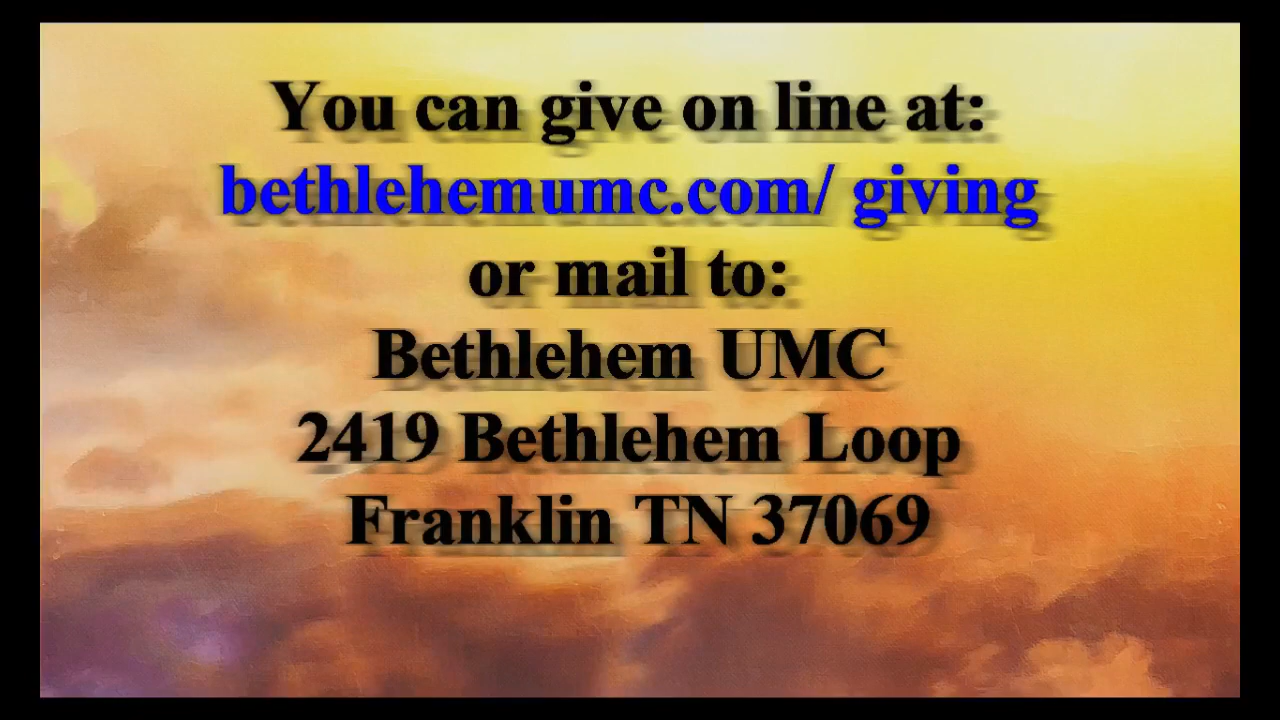 You can give on line at:
bethlehemumc.com/ giving
or mail to:
Bethlehem UMC
2419 Bethlehem Loop
Franklin TN 37069